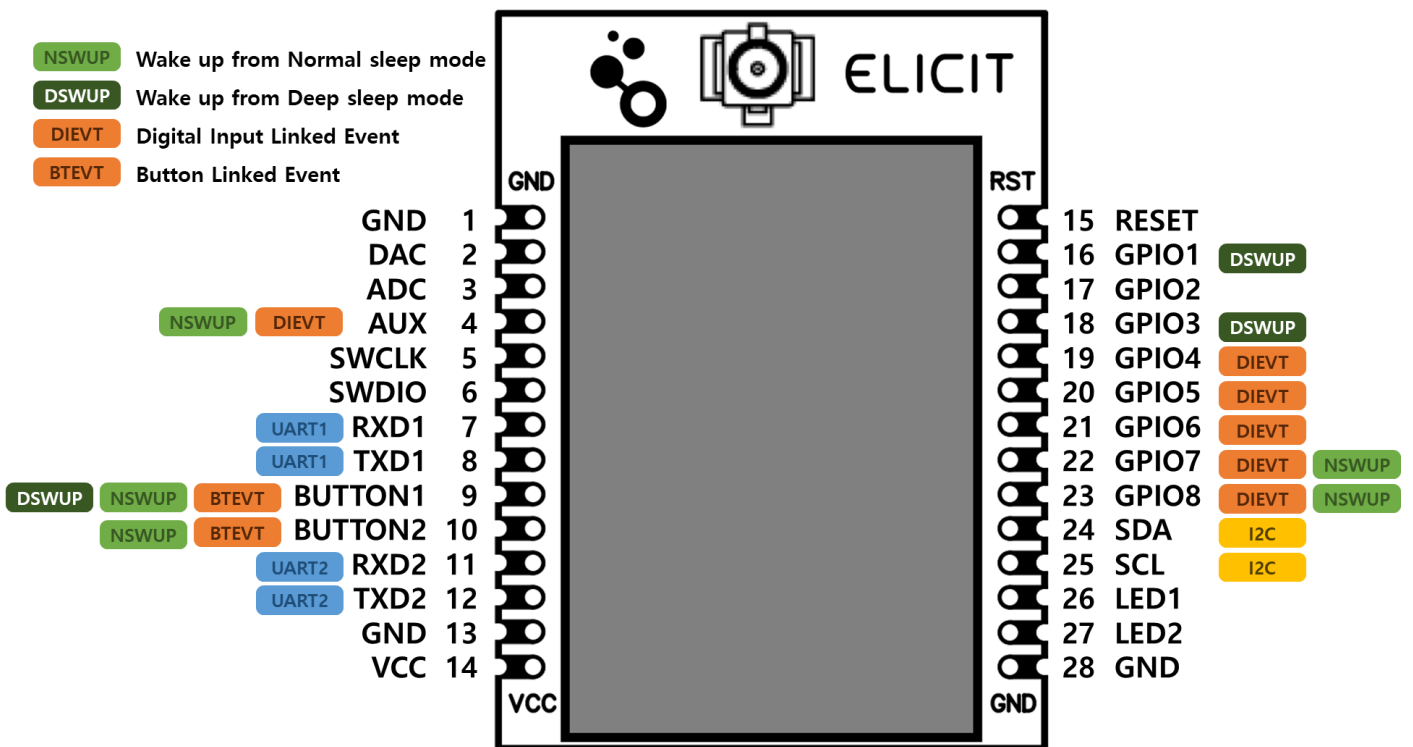 NSWUP Wake up from Normal sleep mode
DSWUP Wake up from Deep sleep mode
DIEVT Digital Input Linked Event
BTEVT Button Linked Event
ELICIT
GND
RST
GND 1
DAC 2
ADC 3
NSWUP DIEVT AUX 4
SWCLK 5
SWDIO 6
UART1 RXD1 7
UART1 TXD1 8
DSWUP NSWUP BTEVT BUTTON1 9
NSWUP BTEVT BUTTON2 10
UART2 RXD2 11
UART2 TXD2 12
GND 13
VCC 14
15 RESET
16 GPIO1 DSWUP
17 GPIO2
18 GPIO3 DSWUP
19 GPIO4 DIEVT
20 GPIO5 DIEVT
21 GPIO6 DIEVT
22 GPIO7 DIEVT NSWUP
23 GPIO8 DIEVT NSWUP
24 SDA I2C
25 SCL I2C
26 LED1
27 LED2
28 GND
VCC
GND